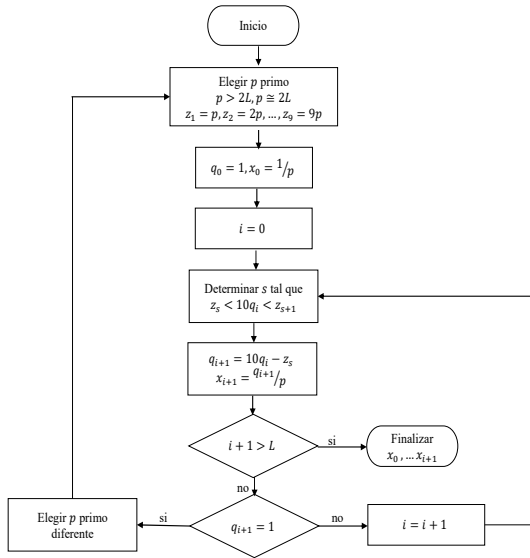 Inicio
Elegir p primo
p > 2L, p ≅ 2L
z₁ = p, z₂ = 2p, ..., z₉ = 9p
q₀ = 1, x₀ = 1/p
i = 0
Determinar s tal que
zₛ < 10qᵢ < zₛ₊₁
qᵢ₊₁ = 10qᵢ − zₛ
xᵢ₊₁ = qᵢ₊₁/p
i + 1 > L
si
Finalizar
x₀ , ... xᵢ₊₁
no
Elegir p primo
diferente
si
qᵢ₊₁ = 1
no
i = i + 1